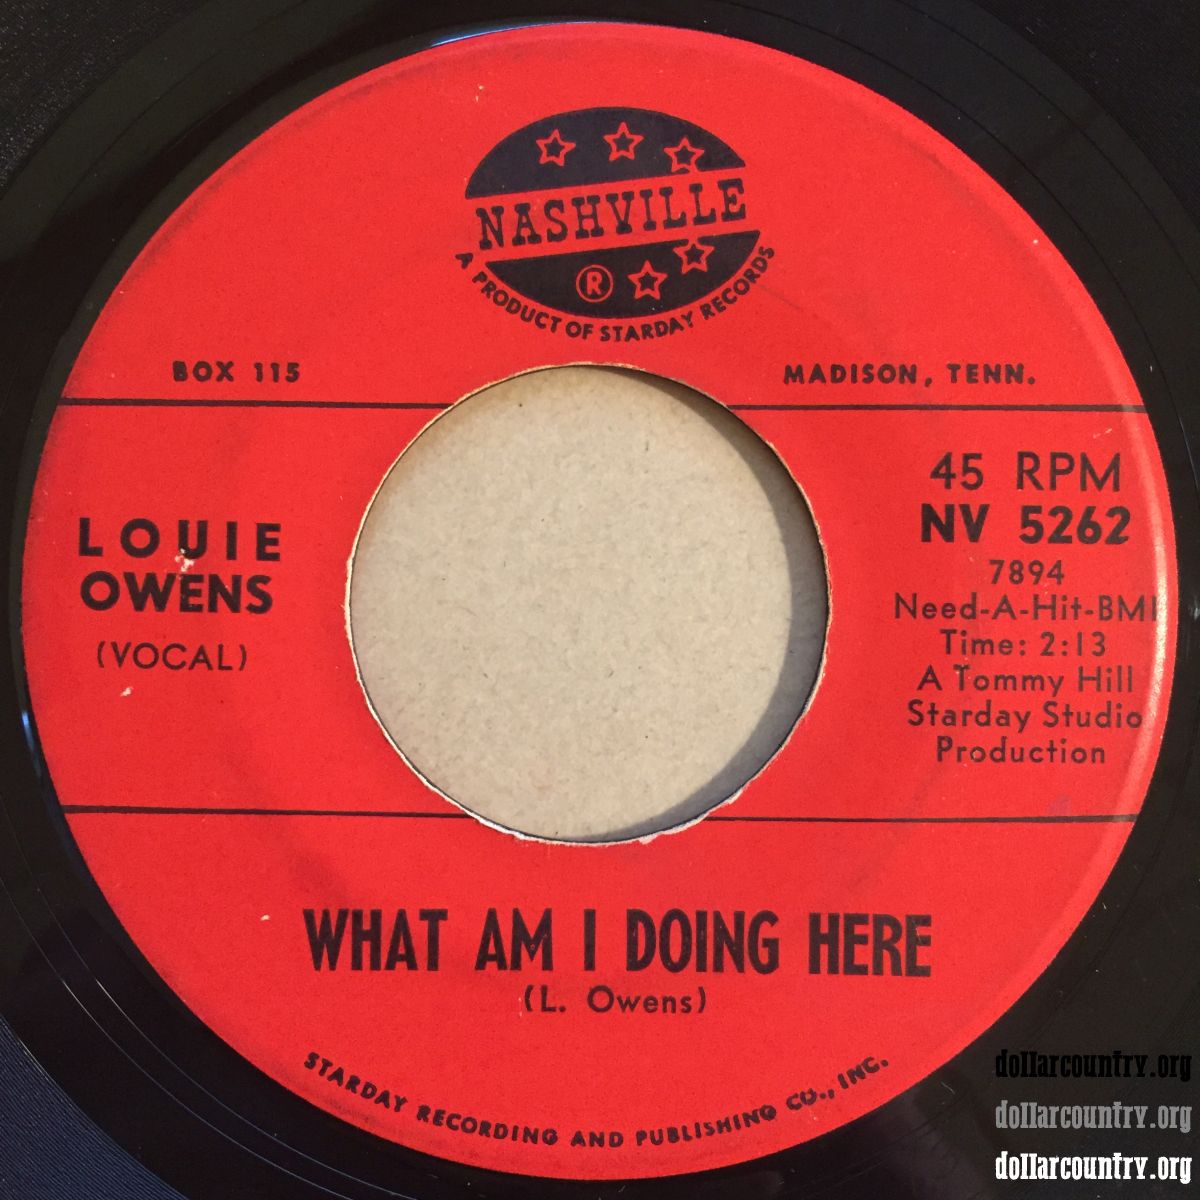 NASHVILLE
®
A PRODUCT OF STARDAY RECORDS
BOX 115
MADISON, TENN.
LOUIE
OWENS
(VOCAL)
45 RPM
NV 5262
7894
Need-A-Hit-BMI
Time: 2:13
A Tommy Hill
Starday Studio
Production
WHAT AM I DOING HERE
(L. Owens)
STARDAY RECORDING AND PUBLISHING CO., INC.
dollarcountry.org
dollarcountry.org
dollarcountry.org